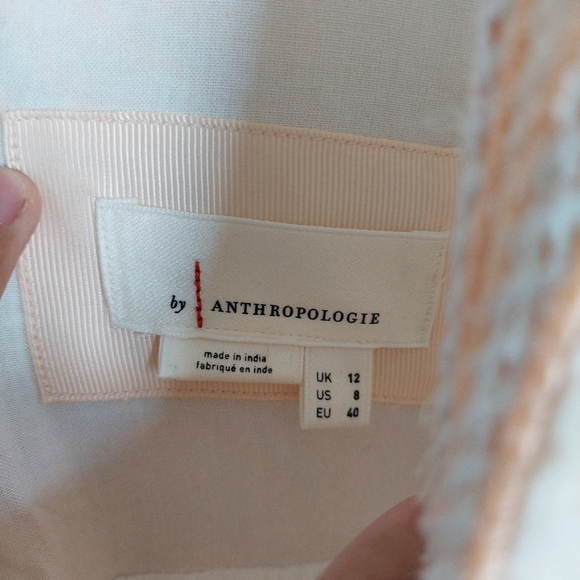 by ANTHROPOLOGIE
made in india
fabriqué en inde
UK 12
US 8
EU 40